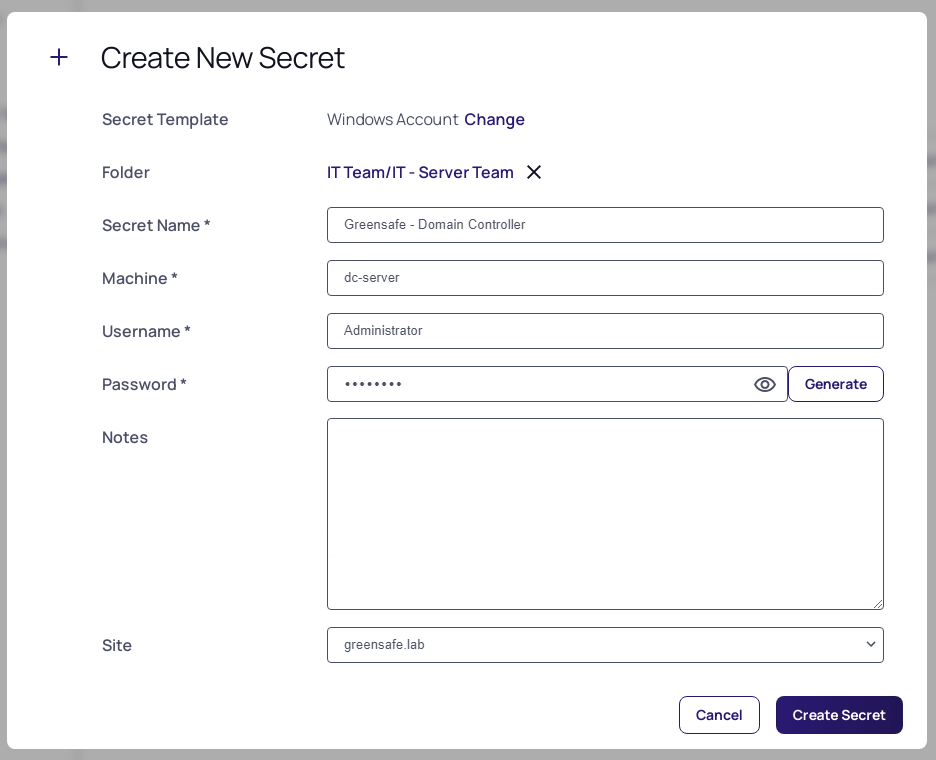 Create New Secret
Secret Template Windows Account Change
Folder IT Team/IT - Server Team
Secret Name * Greensafe - Domain Controller
Machine * dc-server
Username * Administrator
Password * •••••••• Generate
Notes
Site greensafe.lab
Cancel Create Secret